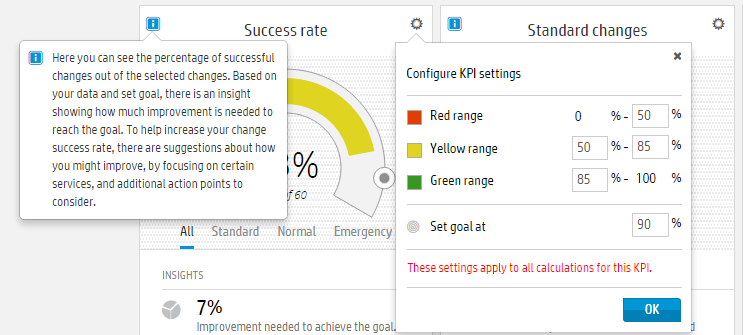 Success rate
Standard changes
Here you can see the percentage of successful
changes out of the selected changes. Based on
your data and set goal, there is an insight
showing how much improvement is needed to
reach the goal. To help increase your change
success rate, there are suggestions about how
you might improve, by focusing on certain
services, and additional action points to
consider.
Configure KPI settings
Red range 0 % - 50 %
Yellow range 50 % - 85 %
Green range 85 % - 100 %
Set goal at 90 %
These settings apply to all calculations for this KPI.
OK
3%
of 60
All Standard Normal Emergency
INSIGHTS
7%
Improvement needed to achieve the goal.